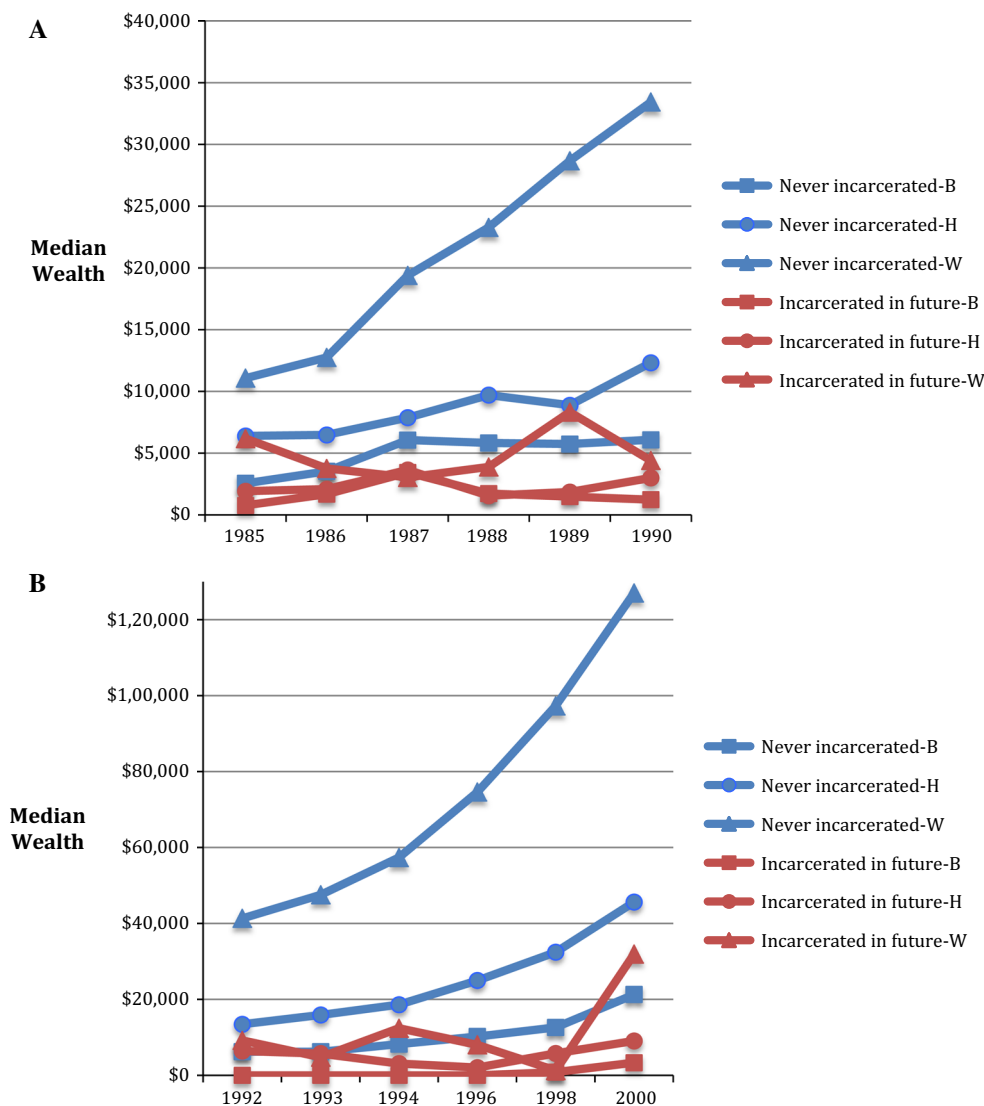 A
$40,000
$35,000
$30,000
$25,000
$20,000
$15,000
$10,000
$5,000
$0
Median
Wealth
1985 1986 1987 1988 1989 1990
Never incarcerated-B
Never incarcerated-H
Never incarcerated-W
Incarcerated in future-B
Incarcerated in future-H
Incarcerated in future-W
B
$1,20,000
$1,00,000
$80,000
$60,000
$40,000
$20,000
$0
Median
Wealth
1992 1993 1994 1996 1998 2000
Never incarcerated-B
Never incarcerated-H
Never incarcerated-W
Incarcerated in future-B
Incarcerated in future-H
Incarcerated in future-W